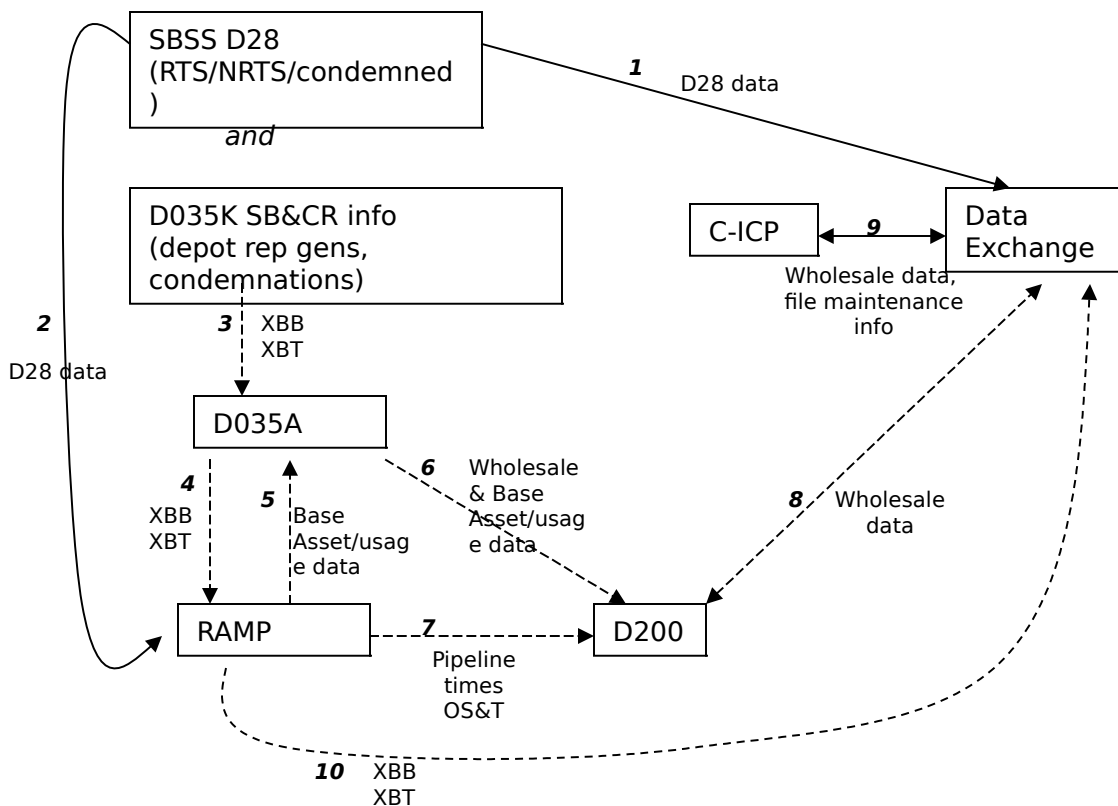 SBSS D28
(RTS/NRTS/condemned
)
and
1
D28 data
D035K SB&CR info
(depot rep gens,
condemnations)
C-ICP
9
Data
Exchange
Wholesale data,
file maintenance
info
2
D28 data
3
XBB
XBT
D035A
4
XBB
XBT
5
Base
Asset/usag
e data
6
Wholesale
& Base
Asset/usag
e data
8
Wholesale
data
RAMP
7
Pipeline
times
OS&T
D200
10
XBB
XBT